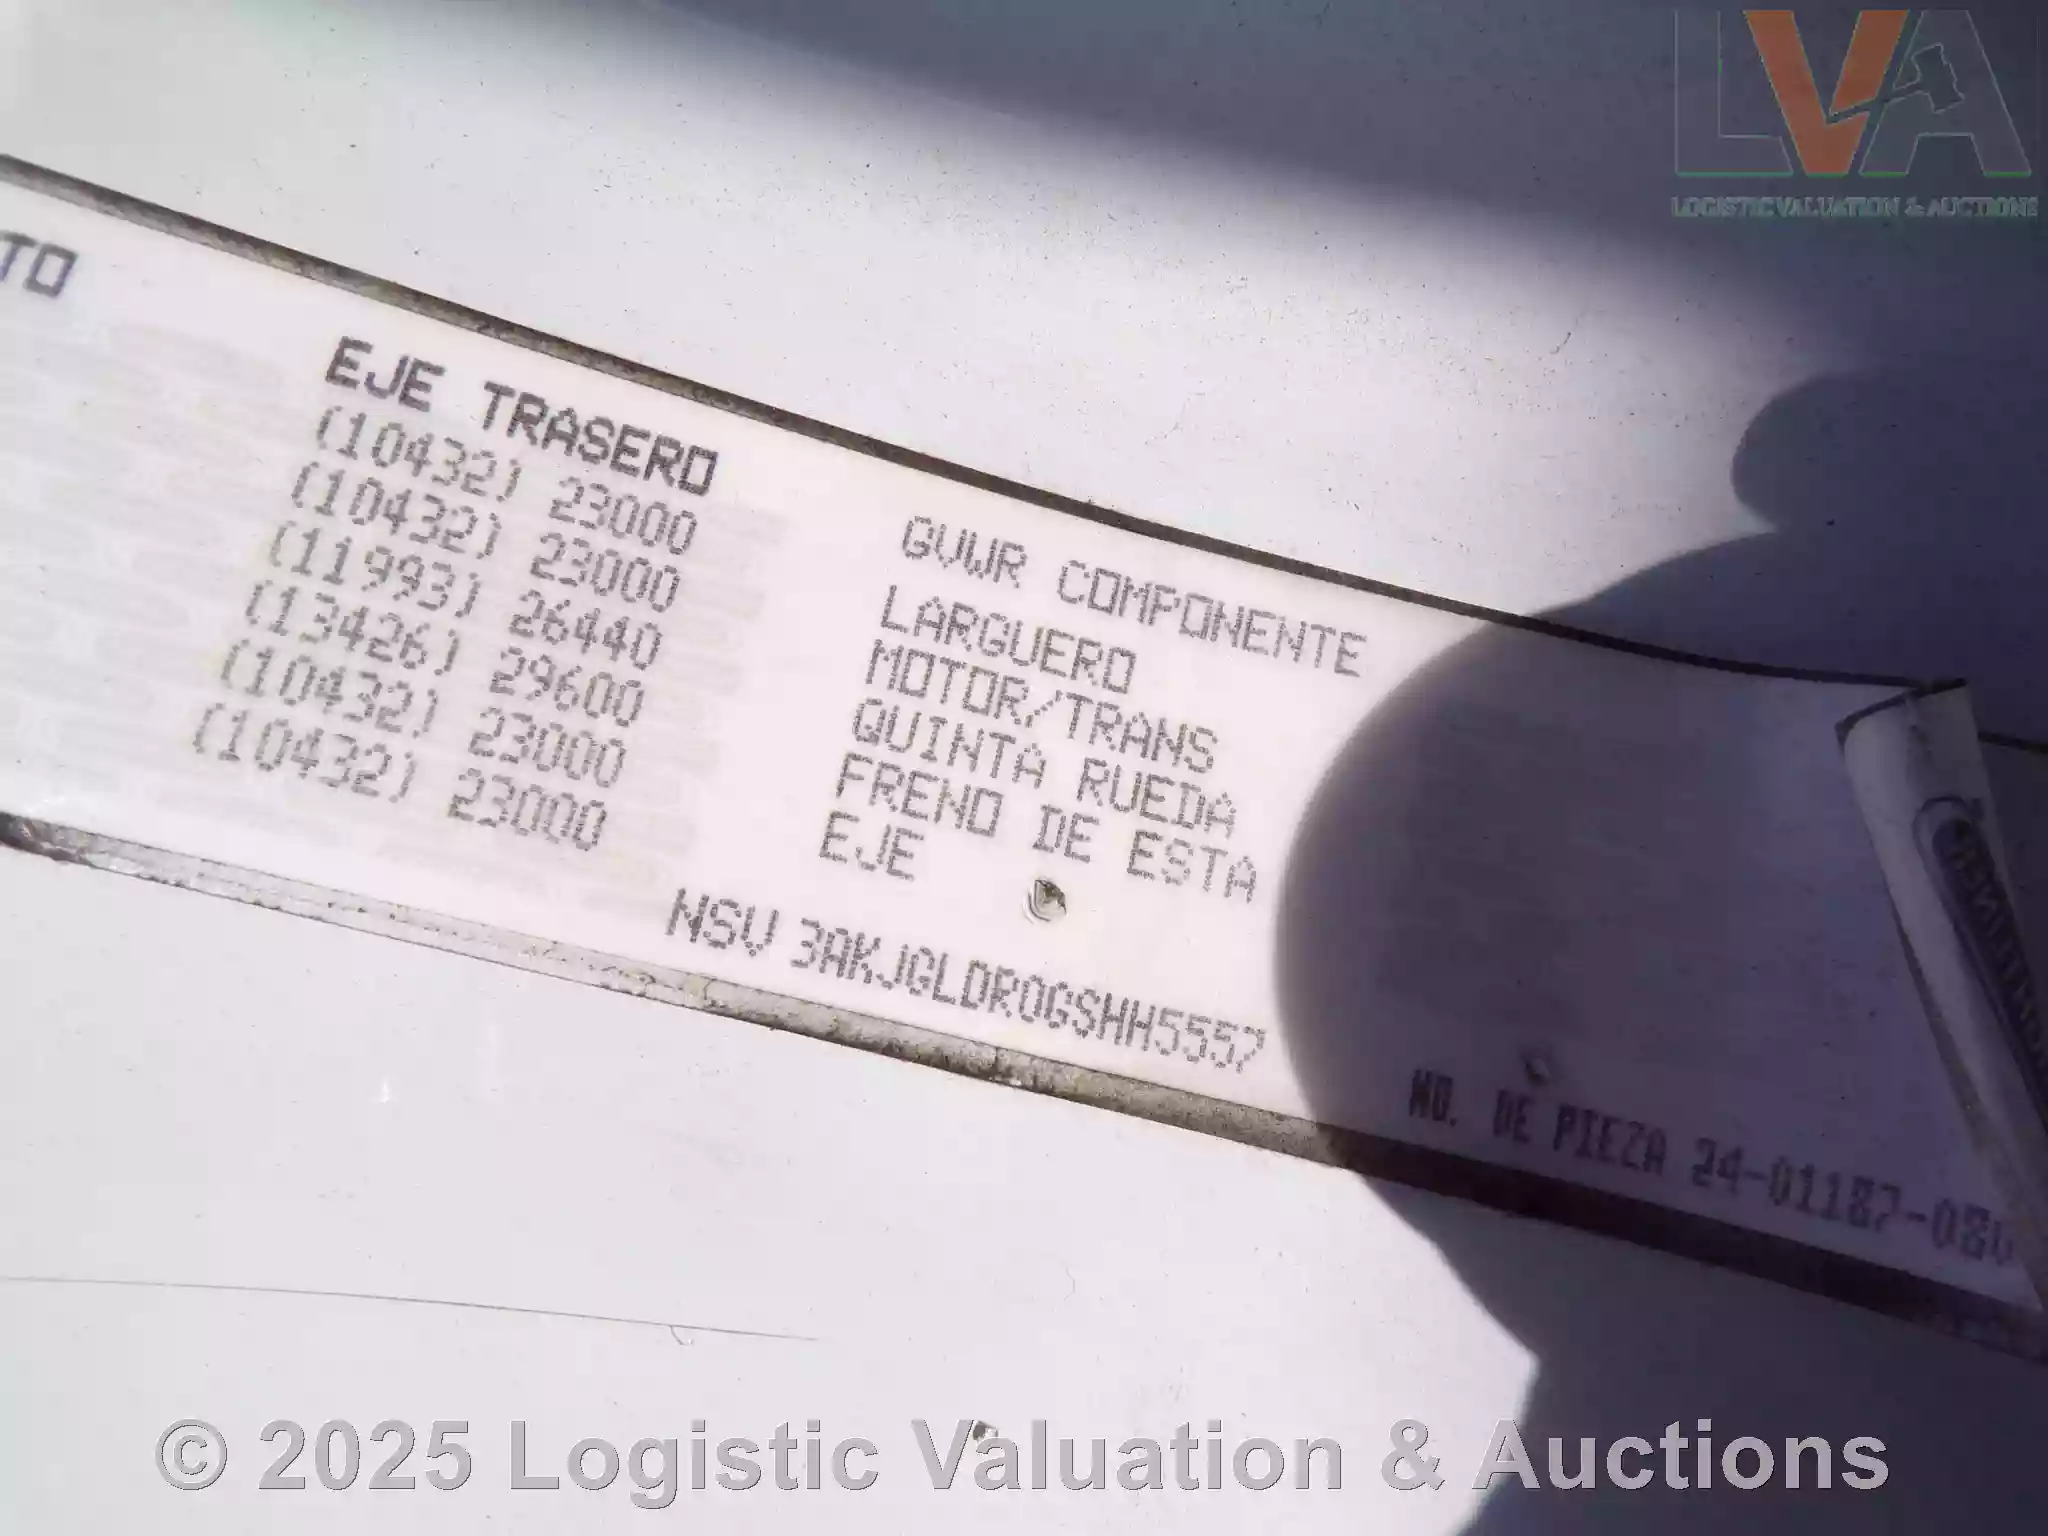 LVA
LOGISTIC VALUATION & AUCTIONS
TO
EJE TRASERO
(10432) 23000
(10432) 23000
(11993) 26440
(13426) 29600
(10432) 23000
(10432) 23000
GVWR COMPONENTE
LARGUERO
MOTOR/TRANS
QUINTA RUEDA
FRENO DE ESTA
EJE
NSV 3AKJGLDR0GSHH5557
NO. DE PIEZA 24-01187-080
© 2025 Logistic Valuation & Auctions